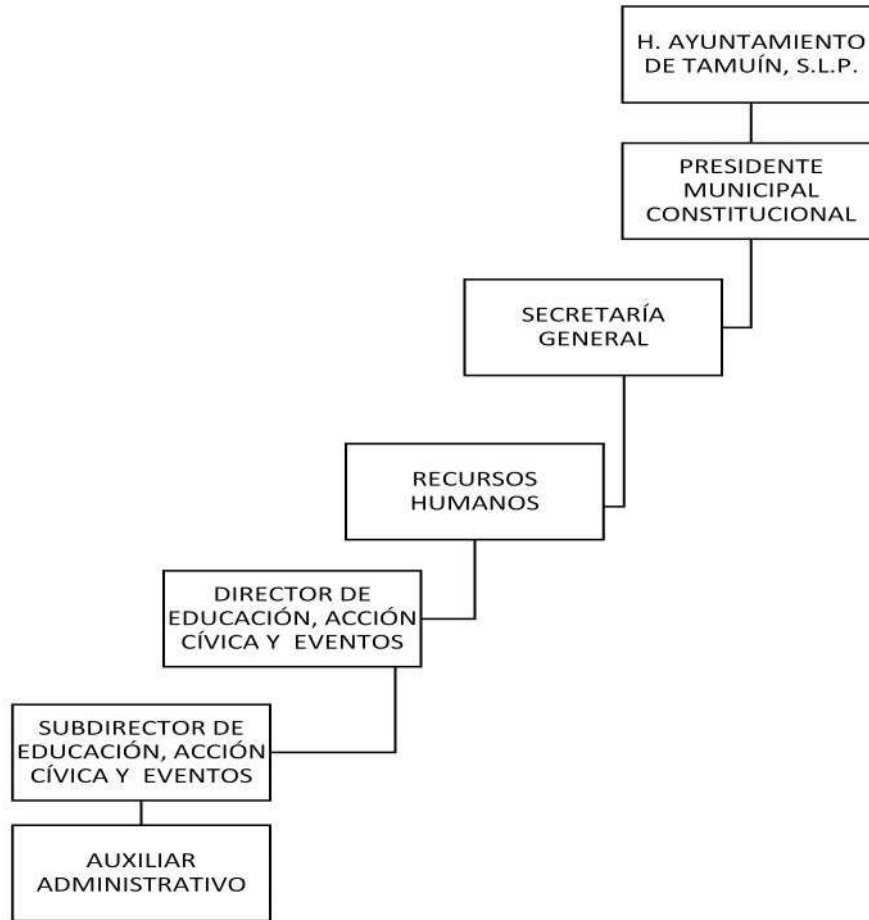 H. AYUNTAMIENTO
DE TAMUÍN, S.L.P.
PRESIDENTE
MUNICIPAL
CONSTITUCIONAL
SECRETARÍA
GENERAL
RECURSOS
HUMANOS
DIRECTOR DE
EDUCACIÓN, ACCIÓN
CÍVICA Y EVENTOS
SUBDIRECTOR DE
EDUCACIÓN, ACCIÓN
CÍVICA Y EVENTOS
AUXILIAR
ADMINISTRATIVO